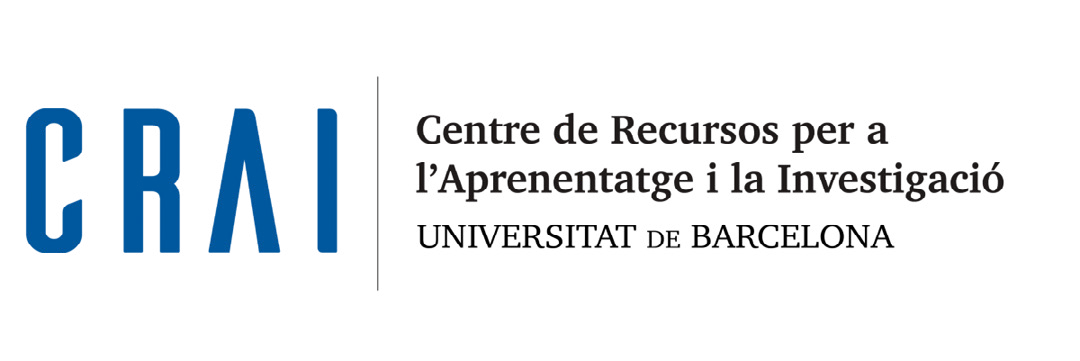 CRAI
Centre de Recursos per a
l’Aprenentatge i la Investigació
UNIVERSITAT DE BARCELONA